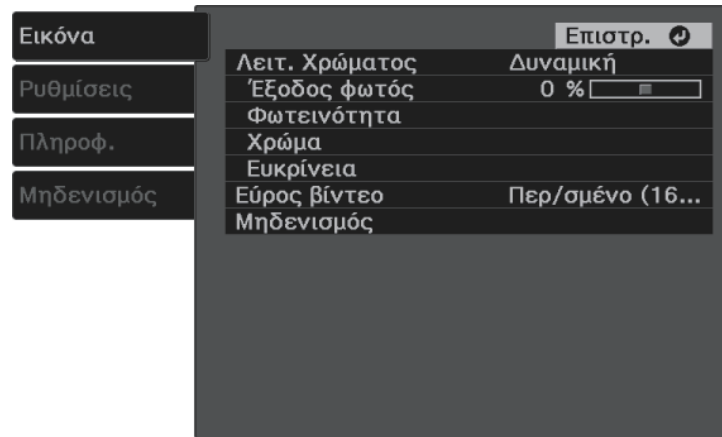 Εικόνα
Ρυθμίσεις
Πληροφ.
Μηδενισμός
Επιστρ.
Λειτ. Χρώματος Δυναμική
Έξοδος φωτός 0 %
Φωτεινότητα
Χρώμα
Ευκρίνεια
Εύρος βίντεο Περ/σμένο (16...
Μηδενισμός